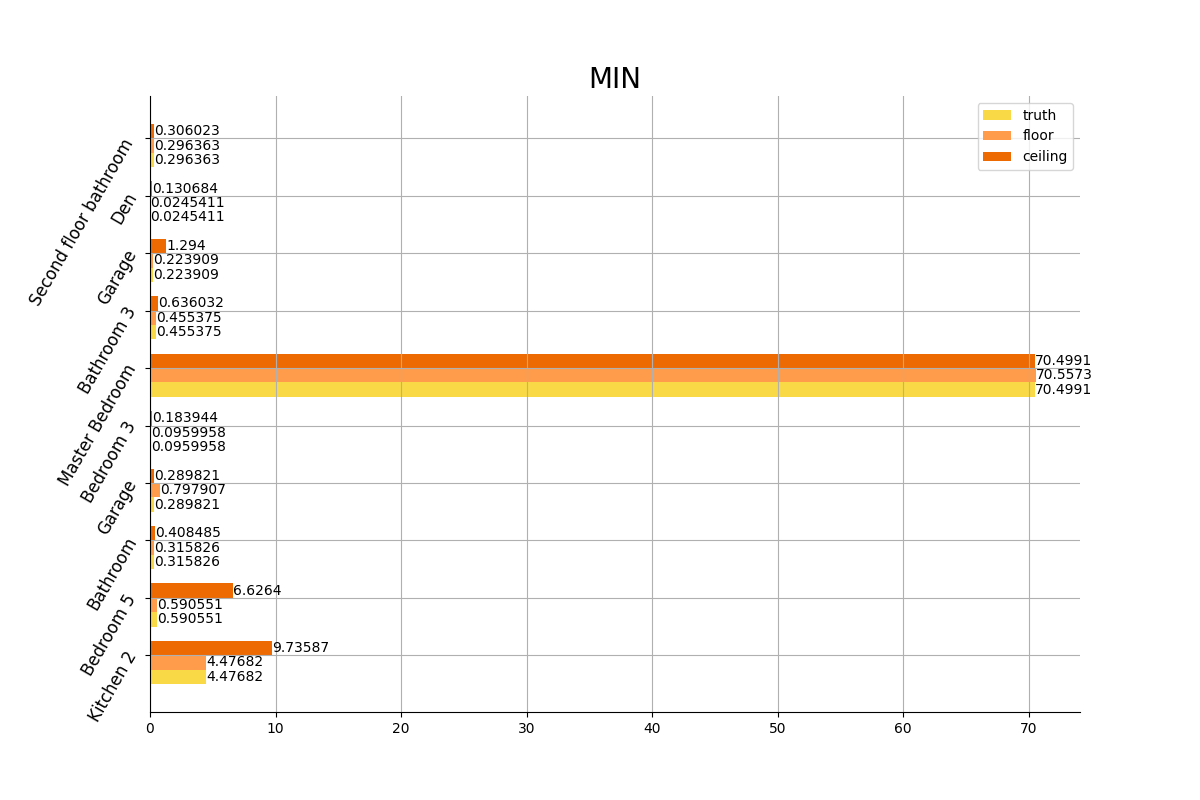 MIN
truth
floor
ceiling
Second floor bathroom
0.306023
0.296363
0.296363
Den
0.130684
0.0245411
0.0245411
Garage
1.294
0.223909
0.223909
Bathroom 3
0.636032
0.455375
0.455375
Master Bedroom
70.4991
70.5573
70.4991
Bedroom 3
0.183944
0.0959958
0.0959958
Garage
0.289821
0.797907
0.289821
Bathroom
0.408485
0.315826
0.315826
Bedroom 5
6.6264
0.590551
0.590551
Kitchen 2
9.73587
4.47682
4.47682
0 10 20 30 40 50 60 70